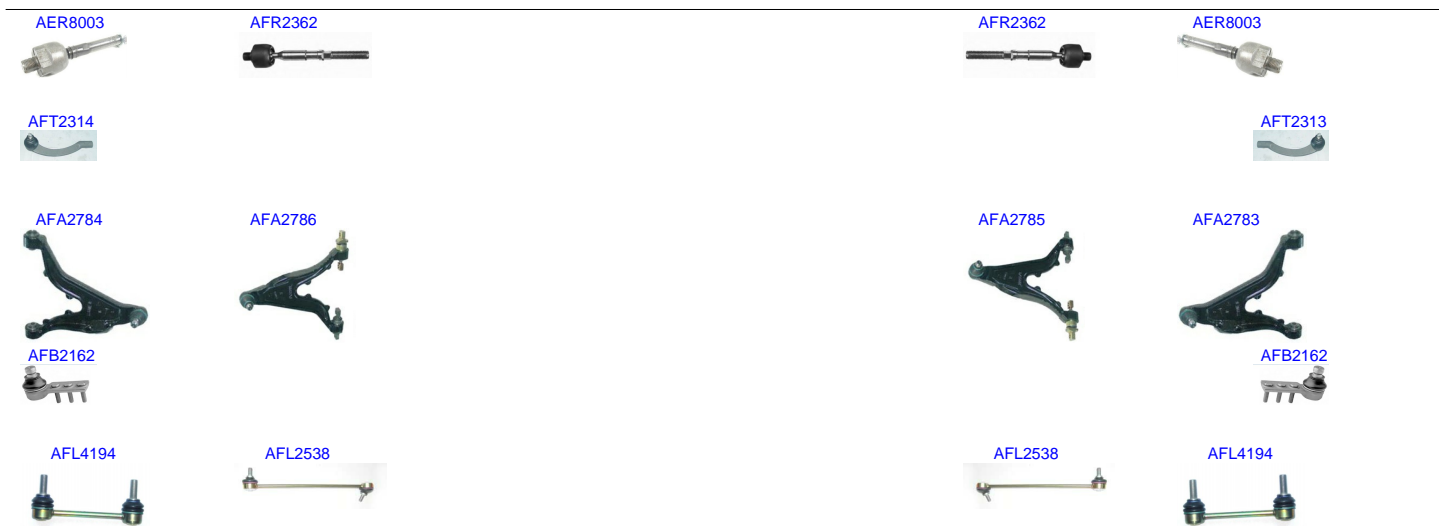 AER8003 AFR2362 AFR2362 AER8003
AFT2314 AFT2313
AFA2784 AFA2786 AFA2785 AFA2783
AFB2162 AFB2162
AFL4194 AFL2538 AFL2538 AFL4194